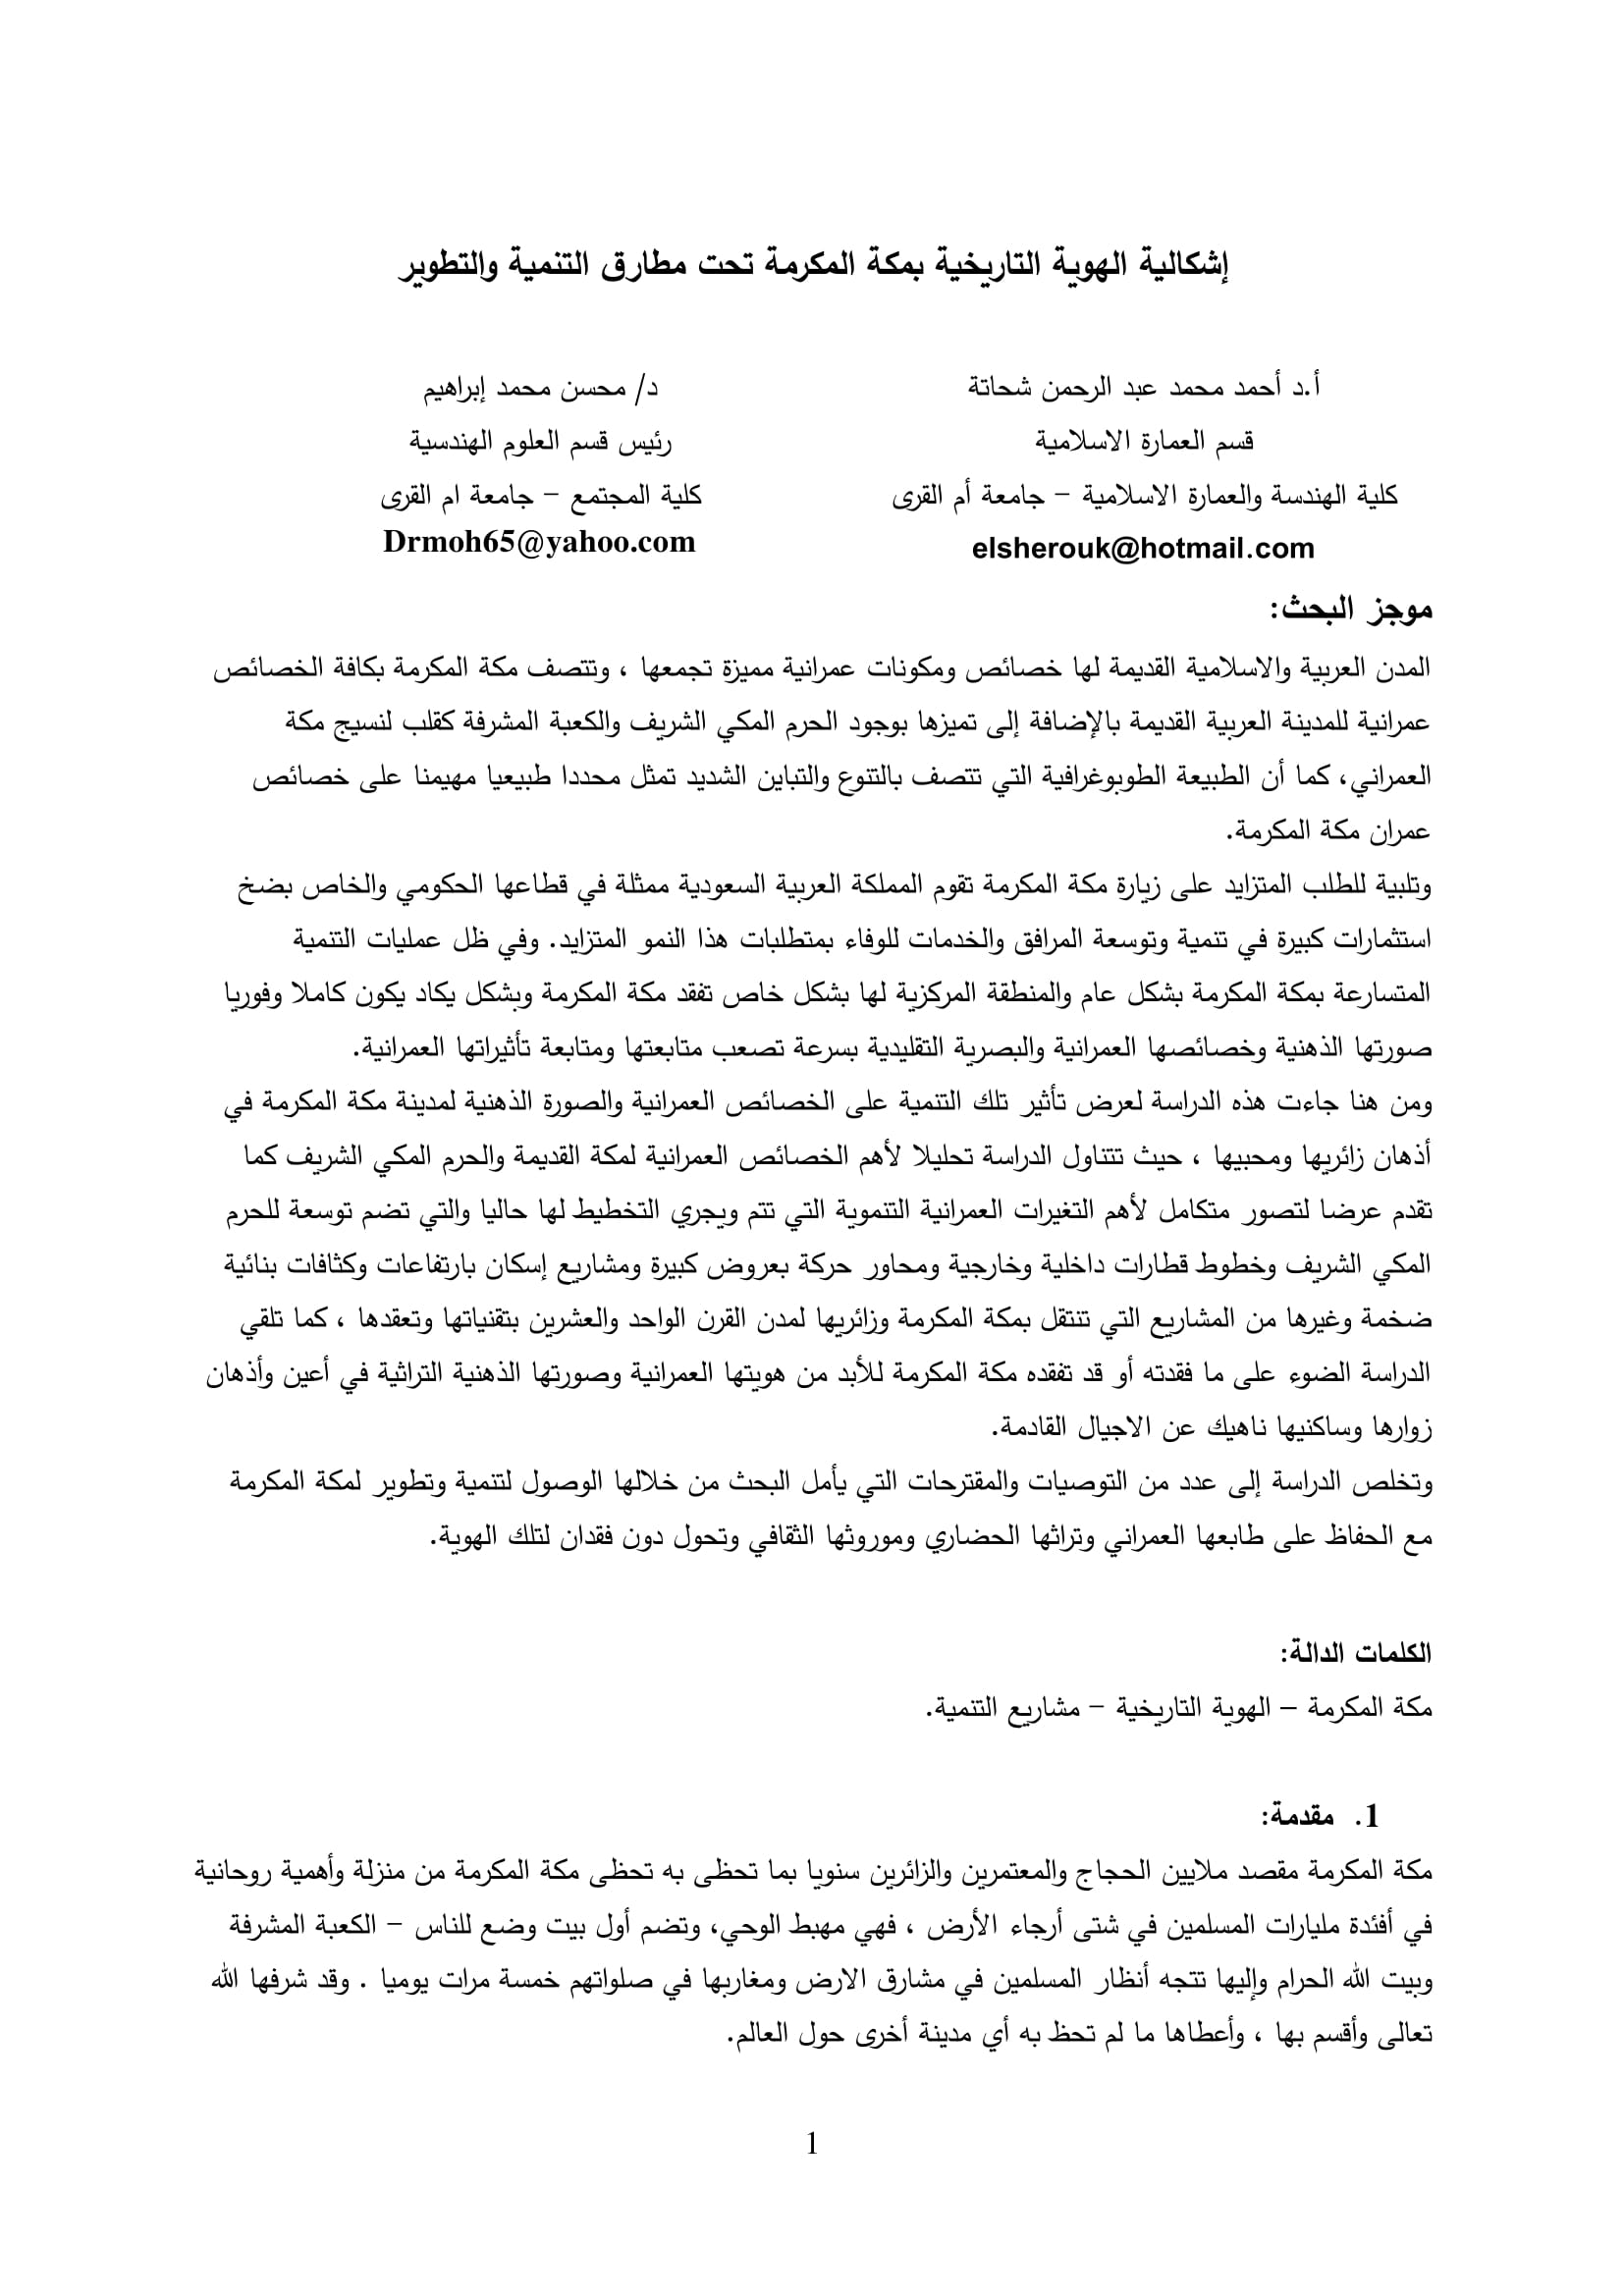 إشكالية الهوية التاريخية بمكة المكرمة تحت مطارق التنمية والتطوير
أ.د أحمد محمد عبد الرحمن شحاتة
قسم العمارة الاسلامية
كلية الهندسة والعمارة الاسلامية – جامعة أم القرى
elsherouk@hotmail.com
د/ محسن محمد إبراهيم
رئيس قسم العلوم الهندسية
كلية المجتمع – جامعة ام القرى
Drmoh65@yahoo.com
موجز البحث:
المدن العربية والاسلامية القديمة لها خصائص ومكونات عمرانية مميزة تجمعها ، وتتصف مكة المكرمة بكافة الخصائص
عمرانية للمدينة العربية القديمة بالإضافة إلى تميزها بوجود الحرم المكي الشريف والكعبة المشرفة كقلب لنسيج مكة
العمراني، كما أن الطبيعة الطوبوغرافية التي تتصف بالتنوع والتباين الشديد تمثل محددا طبيعيا مهيمنا على خصائص
عمران مكة المكرمة.
وتلبية للطلب المتزايد على زيارة مكة المكرمة تقوم المملكة العربية السعودية ممثلة في قطاعها الحكومي والخاص بضخ
استثمارات كبيرة في تنمية وتوسعة المرافق والخدمات للوفاء بمتطلبات هذا النمو المتزايد. وفي ظل عمليات التنمية
المتسارعة بمكة المكرمة بشكل عام والمنطقة المركزية لها بشكل خاص تفقد مكة المكرمة وبشكل يكاد يكون كاملا وفوريا
صورتها الذهنية وخصائصها العمرانية والبصرية التقليدية بسرعة تصعب متابعتها ومتابعة تأثيراتها العمرانية.
ومن هنا جاءت هذه الدراسة لعرض تأثير تلك التنمية على الخصائص العمرانية والصورة الذهنية لمدينة مكة المكرمة في
أذهان زائريها ومحبيها ، حيث تتناول الدراسة تحليلا لأهم الخصائص العمرانية لمكة القديمة والحرم المكي الشريف كما
تقدم عرضا لتصور متكامل لأهم التغيرات العمرانية التنموية التي تتم ويجري التخطيط لها حاليا والتي تضم توسعة للحرم
المكي الشريف وخطوط قطارات داخلية وخارجية ومحاور حركة بعروض كبيرة ومشاريع إسكان بارتفاعات وكثافات بنائية
ضخمة وغيرها من المشاريع التي تنتقل بمكة المكرمة وزائريها لمدن القرن الواحد والعشرين بتقنياتها وتعقدها ، كما تلقي
الدراسة الضوء على ما فقدته أو قد تفقده مكة المكرمة للأبد من هويتها العمرانية وصورتها الذهنية التراثية في أعين وأذهان
زوارها وساكنيها ناهيك عن الاجيال القادمة.
وتخلص الدراسة إلى عدد من التوصيات والمقترحات التي يأمل البحث من خلالها الوصول لتنمية وتطوير لمكة المكرمة
مع الحفاظ على طابعها العمراني وتراثها الحضاري وموروثها الثقافي وتحول دون فقدان لتلك الهوية.
الكلمات الدالة:
مكة المكرمة – الهوية التاريخية – مشاريع التنمية.
1. مقدمة:
مكة المكرمة مقصد ملايين الحجاج والمعتمرين والزائرين سنويا بما تحظى به تحظى مكة المكرمة من منزلة وأهمية روحانية
في أفئدة مليارات المسلمين في شتى أرجاء الأرض ، فهي مهبط الوحي، وتضم أول بيت وضع للناس – الكعبة المشرفة
وبيت الله الحرام وإليها تتجه أنظار المسلمين في مشارق الارض ومغاربها في صلواتهم خمسة مرات يوميا . وقد شرفها الله
تعالى وأقسم بها ، وأعطاها ما لم تحظ به أي مدينة أخرى حول العالم.
1